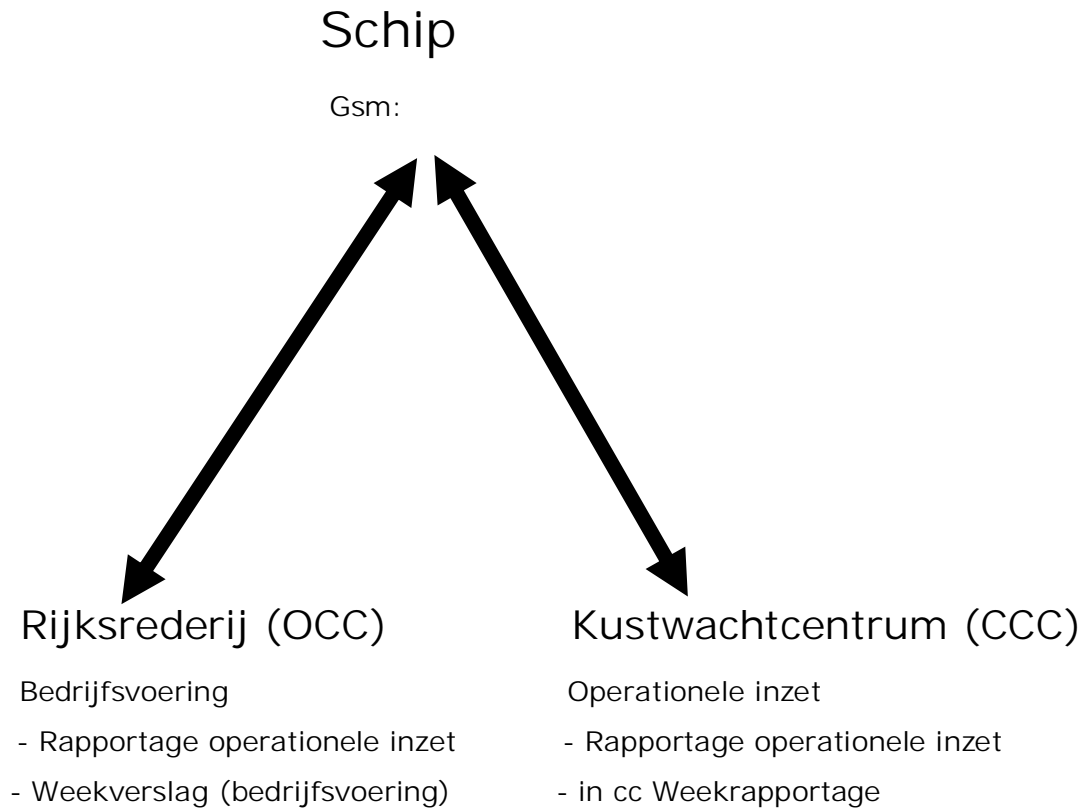 Schip
Gsm:
Rijksrederij (OCC)
Bedrijfsvoering
- Rapportage operationele inzet
- Weekverslag (bedrijfsvoering)
Kustwachtcentrum (CCC)
Operationele inzet
- Rapportage operationele inzet
- in cc Weekrapportage